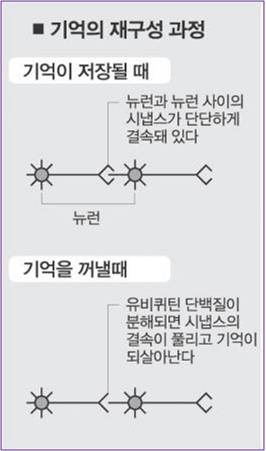 ■ 기억의 재구성 과정
기억이 저장될 때
뉴런과 뉴런 사이의
시냅스가 단단하게
결속돼 있다
뉴런
기억을 꺼낼때
유비퀴틴 단백질이
분해되면 시냅스의
결속이 풀리고 기억이
되살아난다